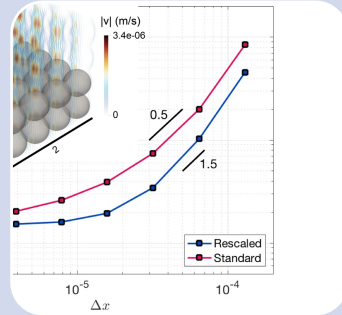 |v| (m/s)
3.4e-06
0
2
0.5
1.5
Rescaled
Standard
10⁻⁵
10⁻⁴
Δx